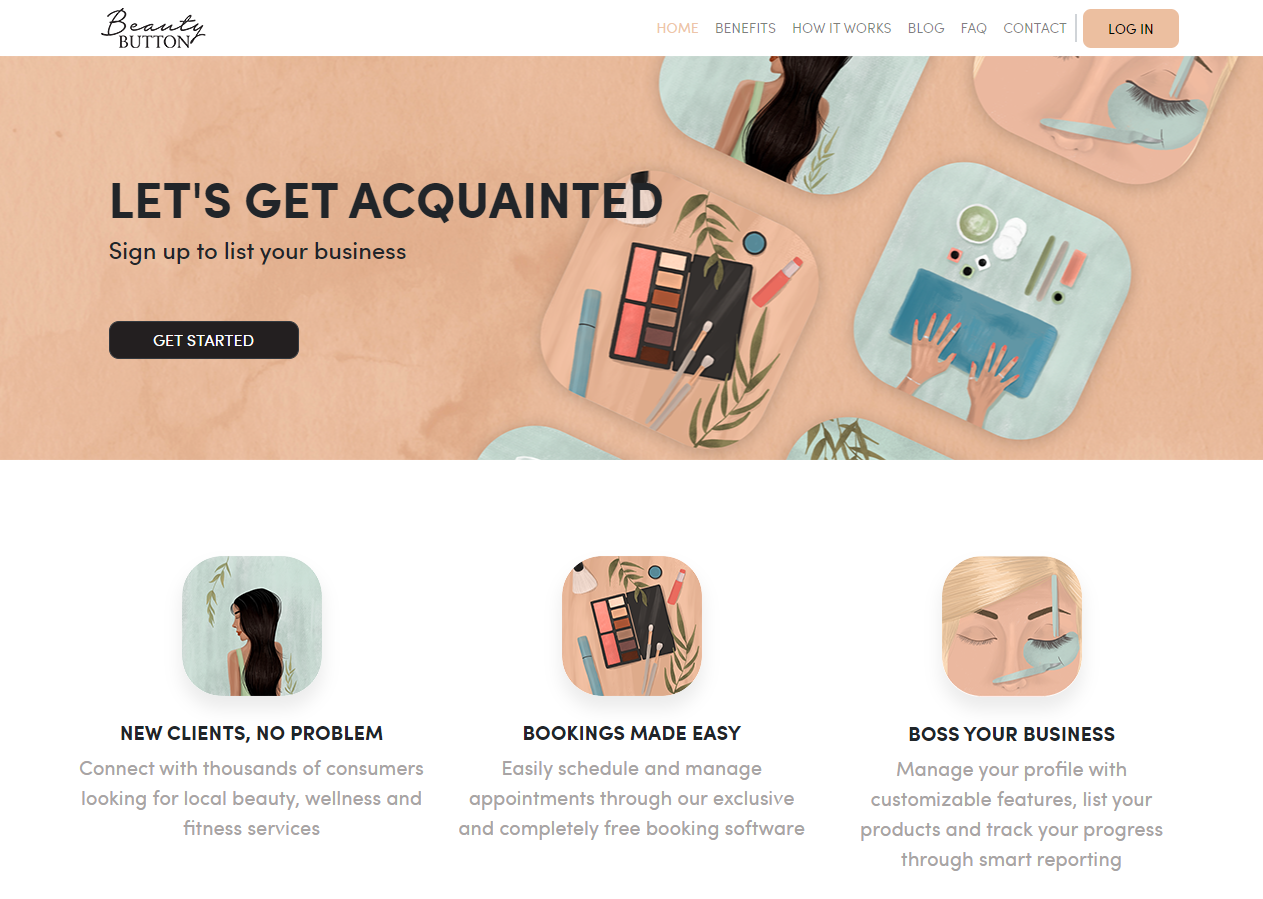 Beauty
BUTTON
HOME BENEFITS HOW IT WORKS BLOG FAQ CONTACT LOG IN
LET'S GET ACQUAINTED
Sign up to list your business
GET STARTED
NEW CLIENTS, NO PROBLEM
Connect with thousands of consumers
looking for local beauty, wellness and
fitness services
BOOKINGS MADE EASY
Easily schedule and manage
appointments through our exclusive
and completely free booking software
BOSS YOUR BUSINESS
Manage your profile with
customizable features, list your
products and track your progress
through smart reporting